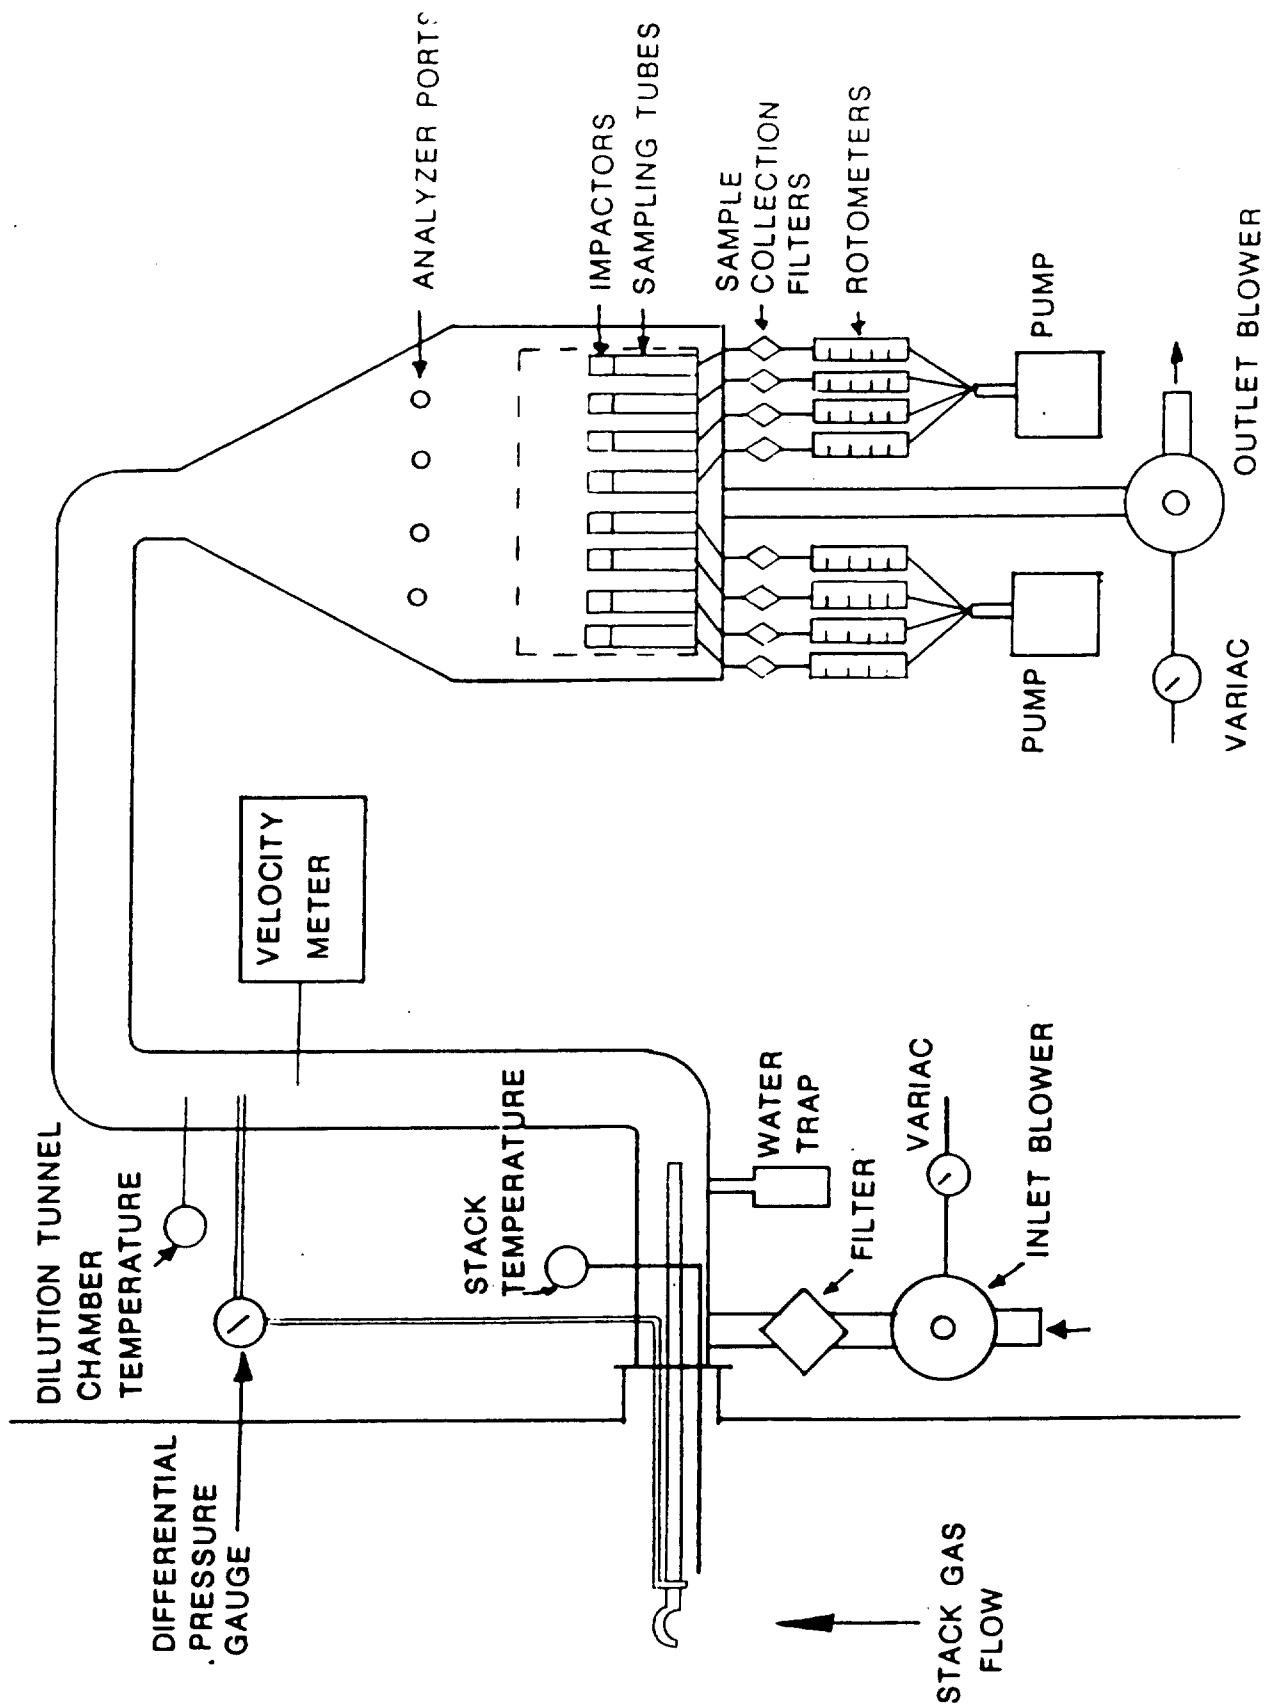 DILUTION TUNNEL
CHAMBER
TEMPERATURE
DIFFERENTIAL
PRESSURE
GAUGE
VELOCITY
METER
STACK
TEMPERATURE
STACK GAS
FLOW
WATER
TRAP
FILTER
VARIAC
INLET BLOWER
ANALYZER PORTS
IMPACTORS
SAMPLING TUBES
SAMPLE
COLLECTION
FILTERS
ROTOMETERS
PUMP
PUMP
OUTLET BLOWER
VARIAC